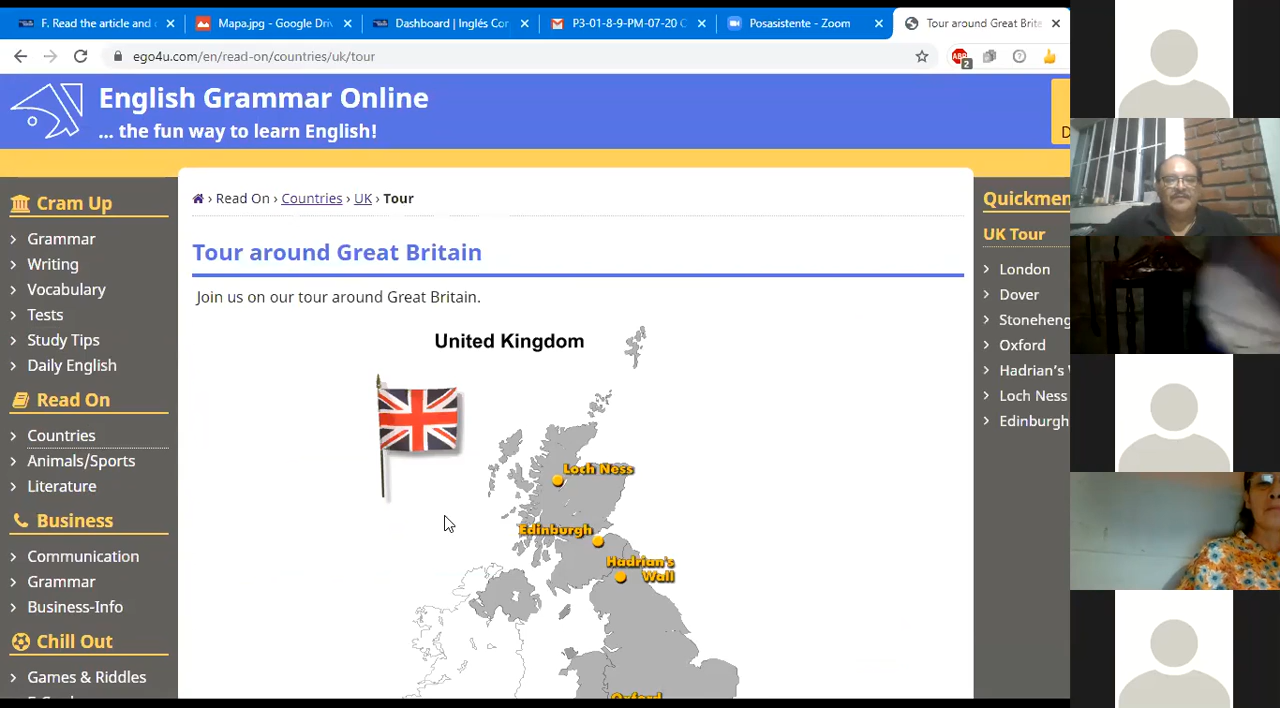 F. Read the article and
Mapa.jpg - Google Driv
Dashboard | Inglés Cor
P3-01-8-9-PM-07-20 C
Posasistente - Zoom
Tour around Great Brite
ego4u.com/en/read-on/countries/uk/tour
ABP
2
English Grammar Online
... the fun way to learn English!
D
Cram Up
Grammar
Writing
Vocabulary
Tests
Study Tips
Daily English
Read On
Countries
Animals/Sports
Literature
Business
Communication
Grammar
Business-Info
Chill Out
Games & Riddles
› Read On › Countries › UK › Tour
Tour around Great Britain
Join us on our tour around Great Britain.
United Kingdom
Loch Ness
Edinburgh
Hadrian's
Wall
Oxford
Quickmen
UK Tour
London
Dover
Stoneheng
Oxford
Hadrian's W
Loch Ness
Edinburgh